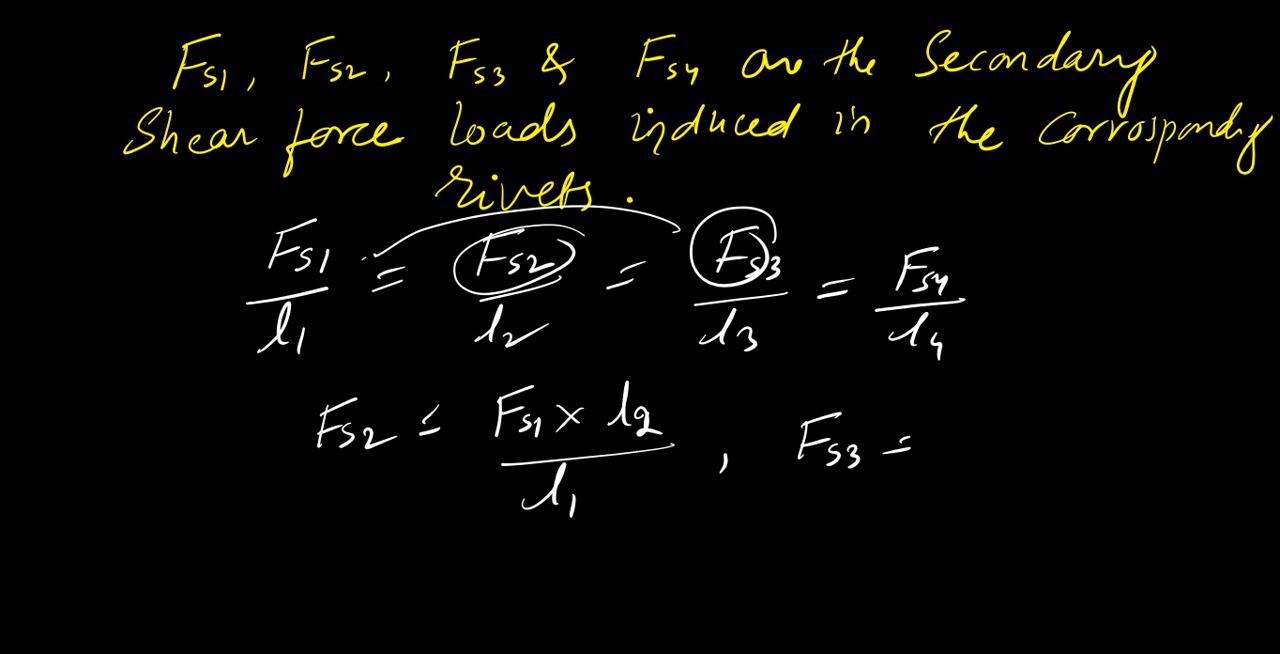 Fs1, Fs2, Fs3 & Fs4 are the Secondary
Shear force loads induced in the Corrospondg
rivets.
Fs1/l1 = Fs2/l2 = Fs3/l3 = Fs4/l4
Fs2 = Fs1 × l2 / l1 , Fs3 =